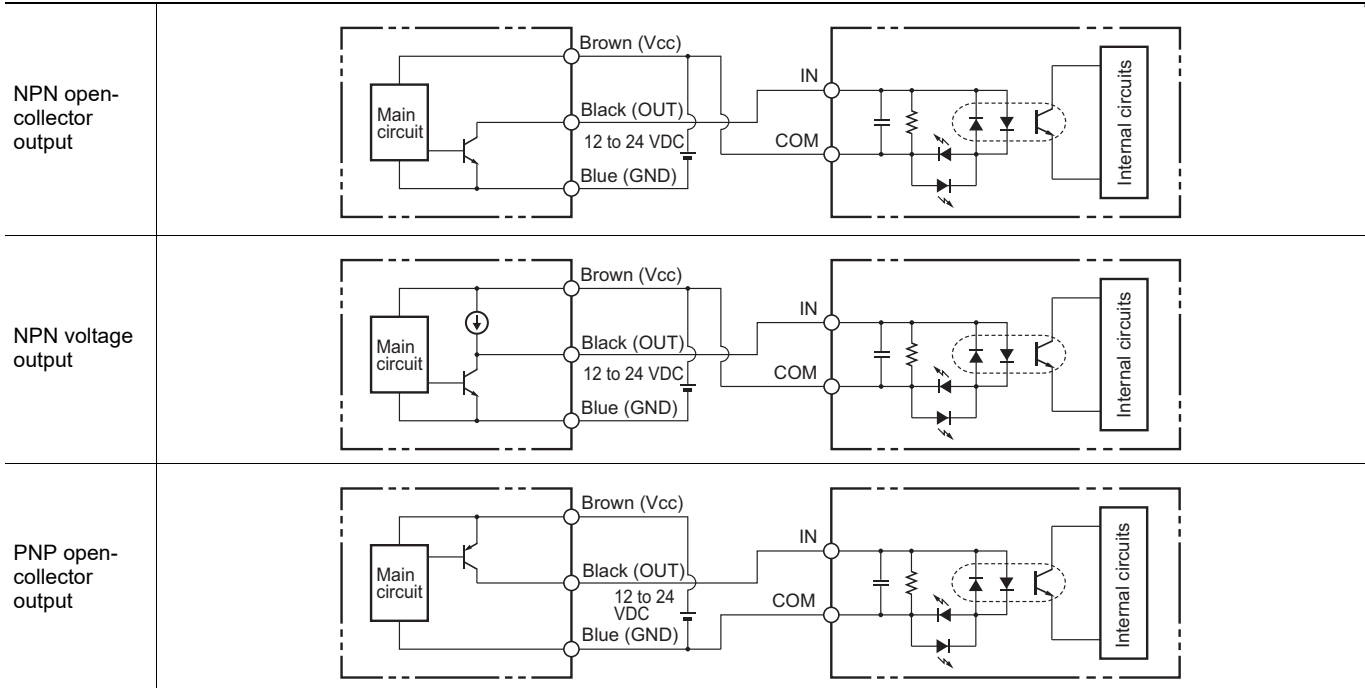 NPN open-
collector
output
Main
circuit
Brown (Vcc)
Black (OUT)
12 to 24 VDC
Blue (GND)
IN
COM
Internal circuits
NPN voltage
output
Main
circuit
Brown (Vcc)
Black (OUT)
12 to 24 VDC
Blue (GND)
IN
COM
Internal circuits
PNP open-
collector
output
Main
circuit
Brown (Vcc)
Black (OUT)
12 to 24
VDC
Blue (GND)
IN
COM
Internal circuits